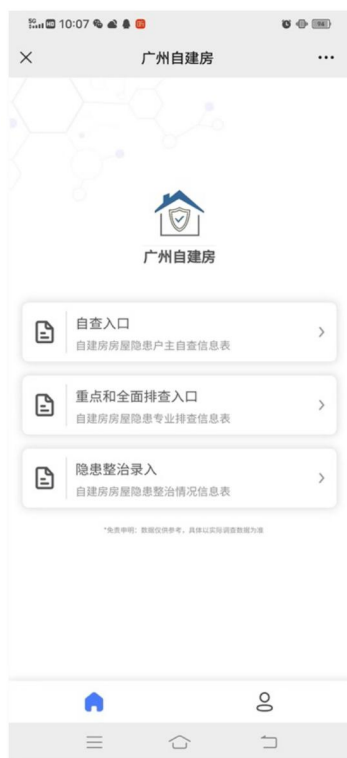 5G HD 10:07 94
广州自建房
广州自建房
自查入口
自建房房屋隐患户主自查信息表
重点和全面排查入口
自建房房屋隐患专业排查信息表
隐患整治录入
自建房房屋隐患整治情况信息表
*免责申明：数据仅供参考，具体以实际调查数据为准